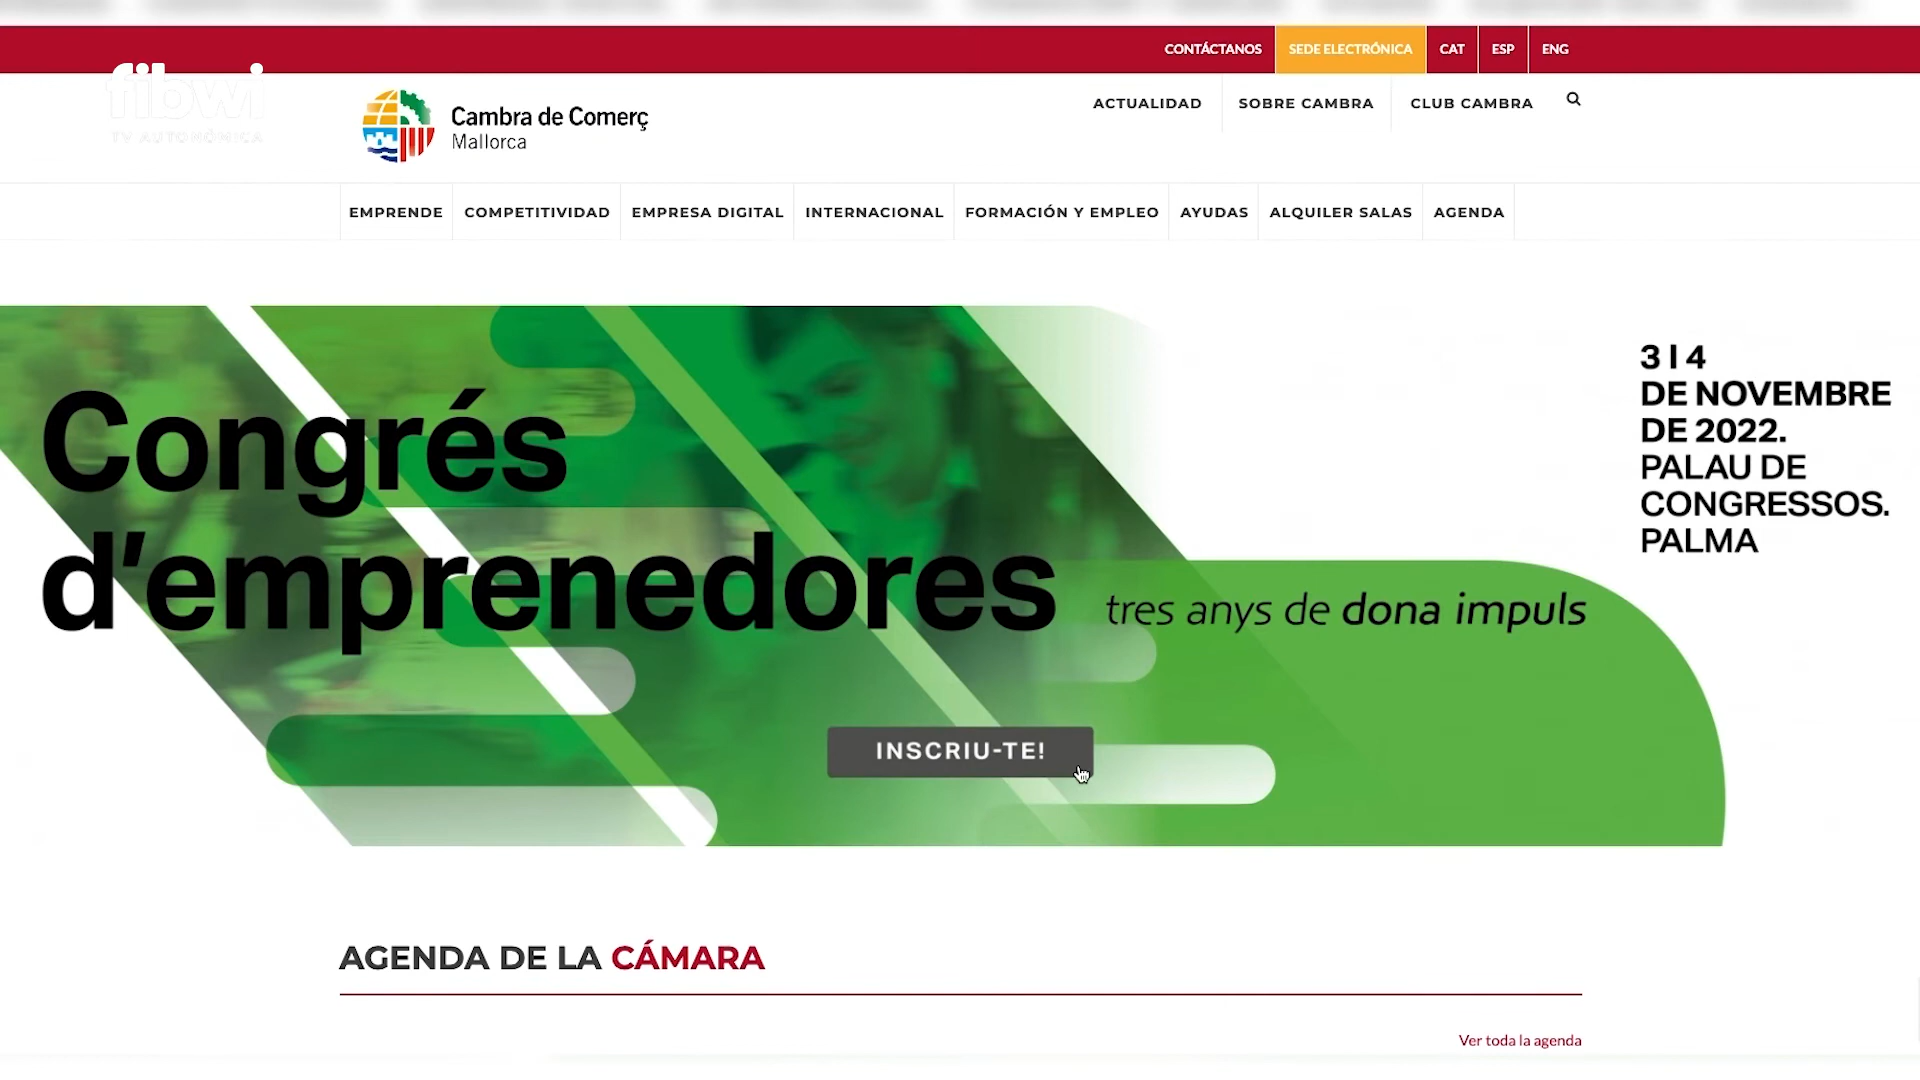 CONTÁCTANOS
SEDE ELECTRÓNICA
CAT
ESP
ENG
fibwi
TV AUTONÒMICA
Cambra de Comerç
Mallorca
ACTUALIDAD
SOBRE CAMBRA
CLUB CAMBRA
EMPRENDE
COMPETITIVIDAD
EMPRESA DIGITAL
INTERNACIONAL
FORMACIÓN Y EMPLEO
AYUDAS
ALQUILER SALAS
AGENDA
Congrés
d'emprenedores
tres anys de dona impuls
3 I 4
DE NOVEMBRE
DE 2022.
PALAU DE
CONGRESSOS.
PALMA
INSCRIU-TE!
AGENDA DE LA CÁMARA
Ver toda la agenda